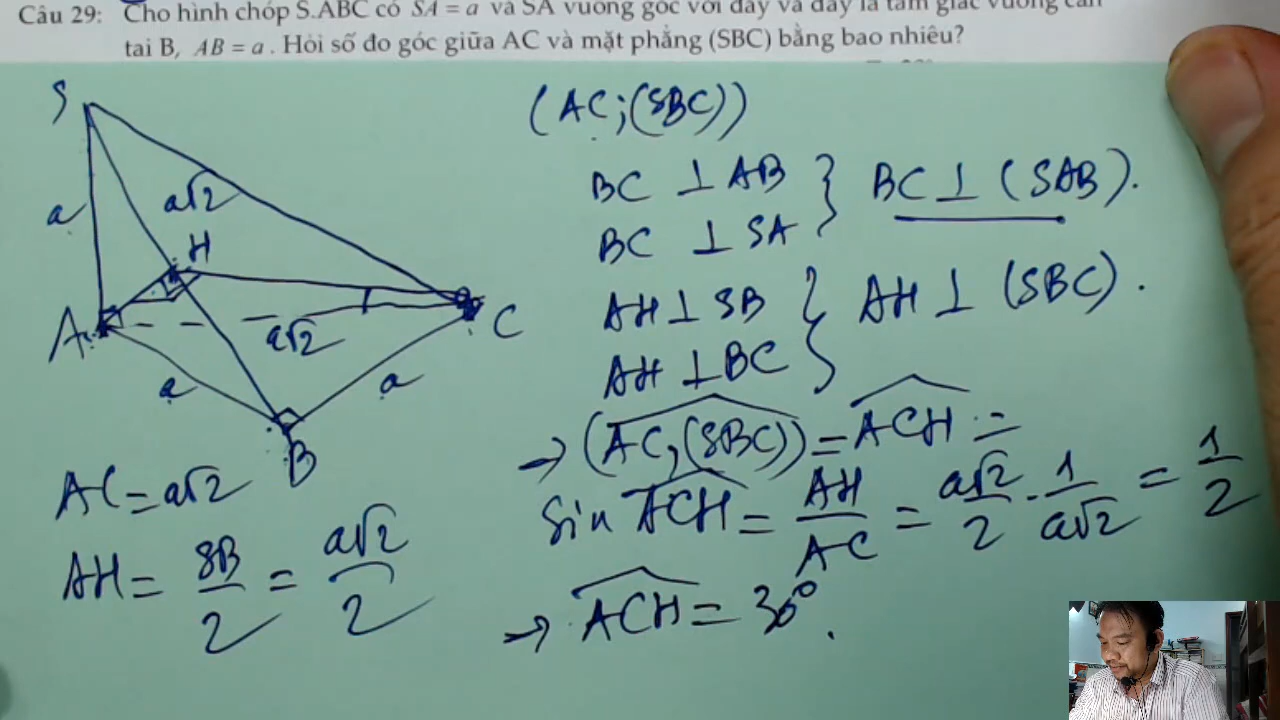 Câu 29: Cho hình chóp S.ABC có SA = a và SA vuông góc với đáy và đáy là tam giác vuông cân
tại B, AB = a. Hỏi số đo góc giữa AC và mặt phẳng (SBC) bằng bao nhiêu?
S
a
a√2
H
A
a√2
C
a
a
B
AC = a√2
AH = SB/2 = a√2/2
(AC;(SBC))
BC ⊥ AB
BC ⊥ SA
} BC ⊥ (SAB).
AH ⊥ SB
AH ⊥ BC
} AH ⊥ (SBC).
→ (AC,(SBC)) = ACH =
Sin ACH = AH/AC = a√2/2 . 1/a√2 = 1/2
→ ACH = 30°.